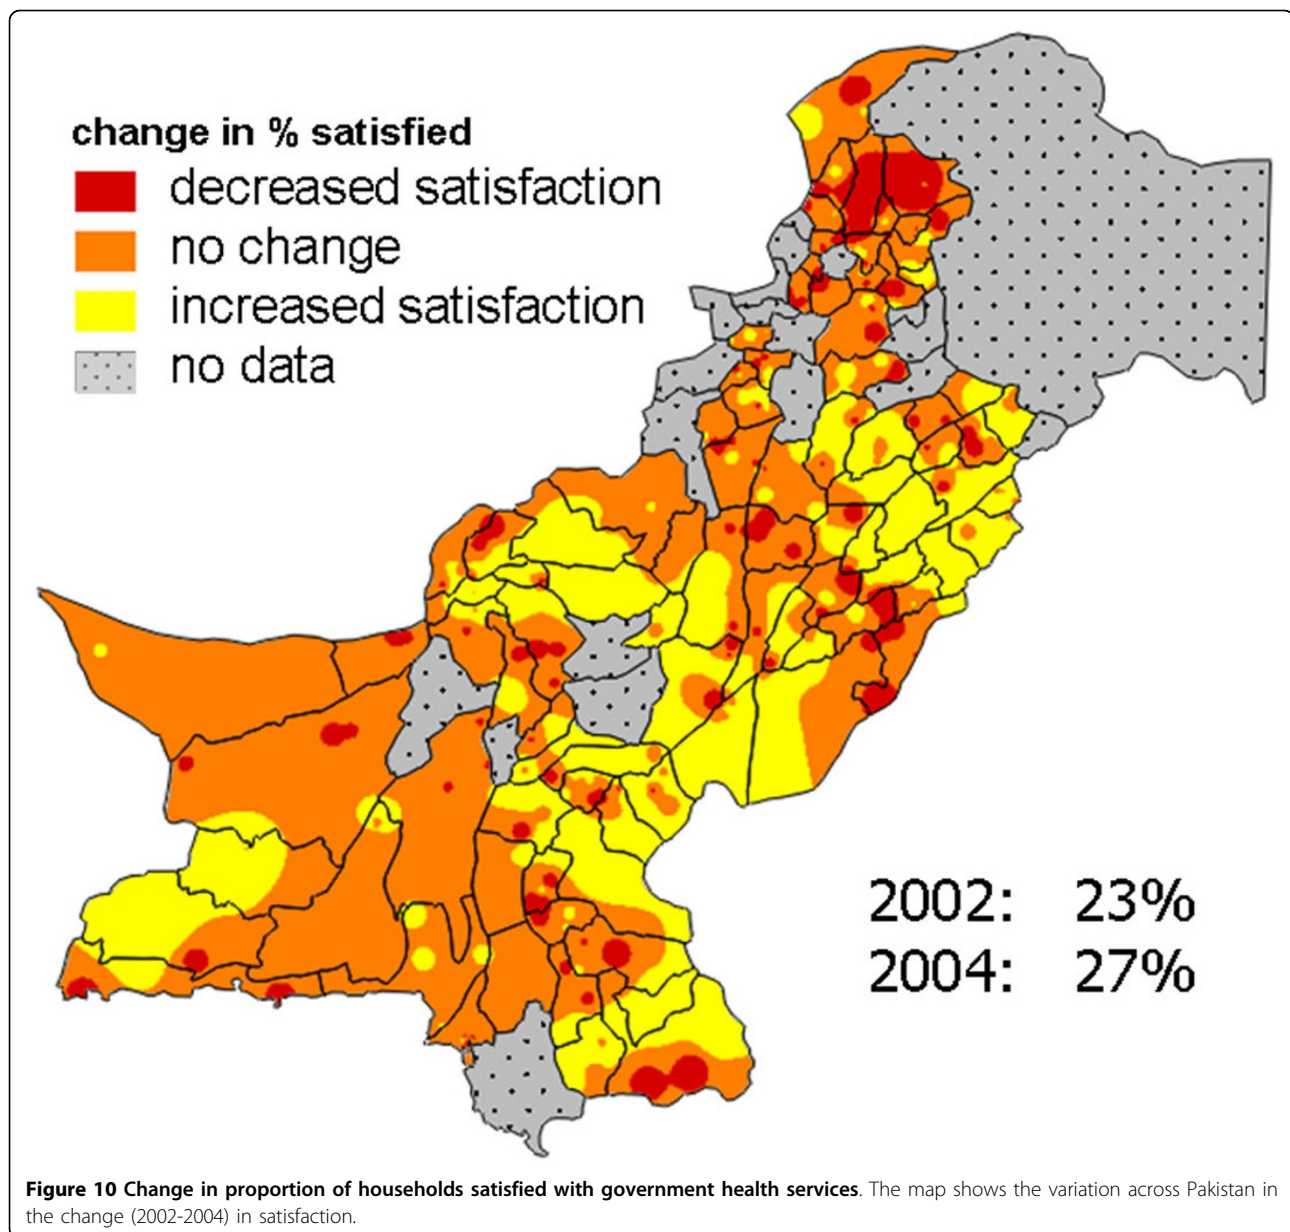 change in % satisfied
decreased satisfaction
no change
increased satisfaction
no data
2002: 23%
2004: 27%
Figure 10 Change in proportion of households satisfied with government health services. The map shows the variation across Pakistan in
the change (2002-2004) in satisfaction.